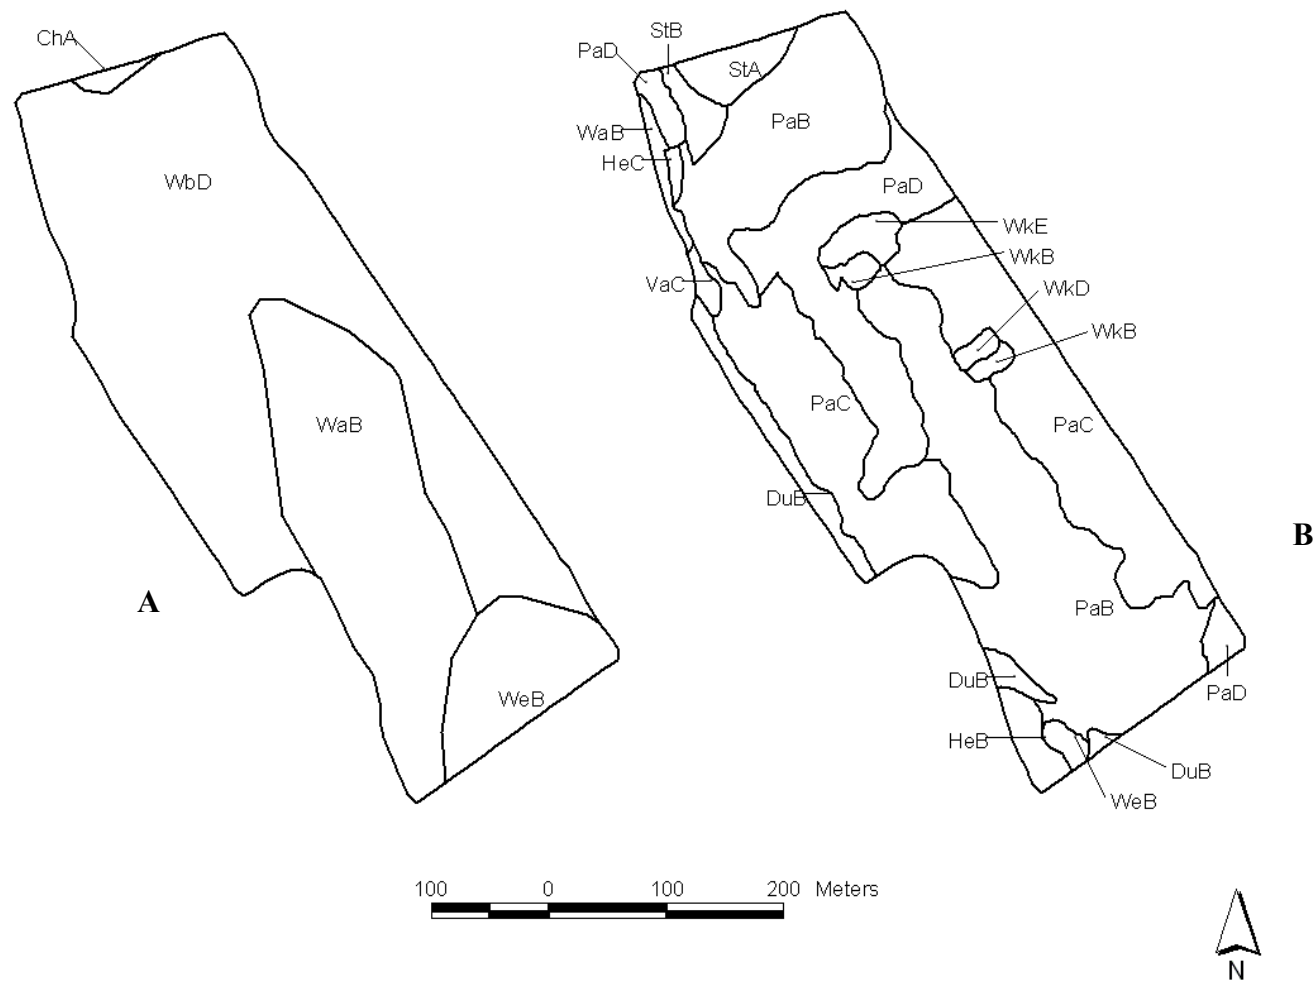 ChA
WbD
WaB
WeB
A
StB
PaD
StA
WaB
PaB
HeC
PaD
WkE
WkB
VaC
WkD
WkB
PaC
PaC
DuB
B
PaB
DuB
PaD
HeB
DuB
WeB
100 0 100 200 Meters
N